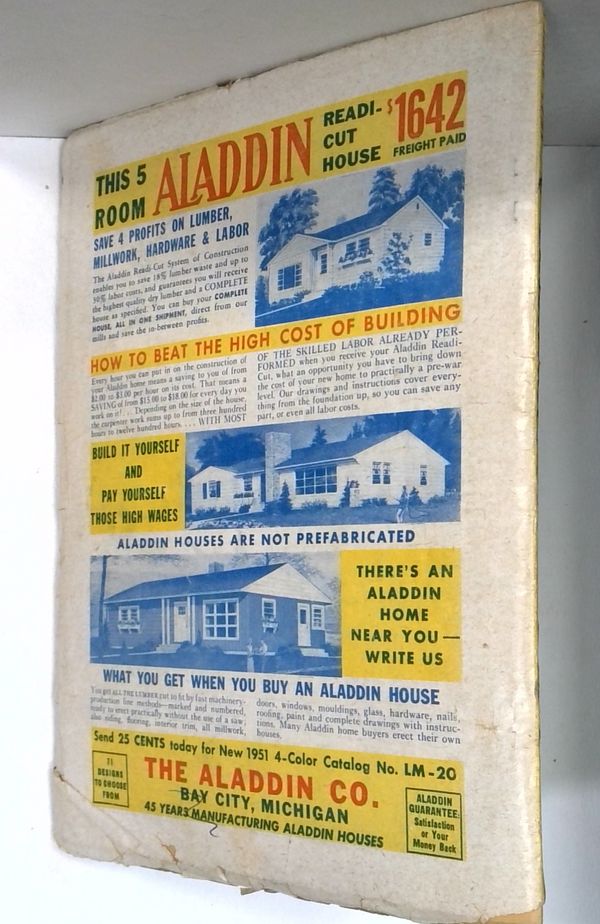 THIS 5
ROOM
ALADDIN
READI-
CUT
HOUSE
$1642
FREIGHT PAID
SAVE 4 PROFITS ON LUMBER,
MILLWORK, HARDWARE & LABOR
The Aladdin Readi-Cut System of Construction
enables you to save 18% lumber waste and up to
30% labor costs, and guarantees you will receive
the highest quality dry lumber and a COMPLETE
house as specified. You can buy your COMPLETE
HOUSE, ALL IN ONE SHIPMENT, direct from our
mills and save the in-between profits.
HOW TO BEAT THE HIGH COST OF BUILDING
Every hour you can put in on the construction of
your Aladdin home means a saving to you of from
$2.00 to $3.00 per hour on its cost. That means a
SAVING of from $15.00 to $18.00 for every day you
work on it! . . . Depending on the size of the house,
the carpenter work runs up to from three hundred
hours to twelve hundred hours. . . . WITH MOST
OF THE SKILLED LABOR ALREADY PER-
FORMED when you receive your Aladdin Readi-
Cut, what an opportunity you have to bring down
the cost of your new home to practically a pre-war
level. Our drawings and instructions cover every-
thing from the foundation up, so you can save any
part, or even all labor costs.
BUILD IT YOURSELF
AND
PAY YOURSELF
THOSE HIGH WAGES
ALADDIN HOUSES ARE NOT PREFABRICATED
THERE'S AN
ALADDIN
HOME
NEAR YOU—
WRITE US
WHAT YOU GET WHEN YOU BUY AN ALADDIN HOUSE
You get ALL THE LUMBER cut to fit by fast machinery-
production line methods—marked and numbered,
ready to erect practically without the use of a saw,
also siding, flooring, interior trim, all millwork,
doors, windows, mouldings, glass, hardware, nails,
roofing, paint and complete drawings with instruc-
tions. Many Aladdin home buyers erect their own
houses.
Send 25 CENTS today for New 1951 4-Color Catalog No. LM-20
71
DESIGNS
TO CHOOSE
FROM
THE ALADDIN CO.
BAY CITY, MICHIGAN
45 YEARS MANUFACTURING ALADDIN HOUSES
ALADDIN
GUARANTEE:
Satisfaction
or Your
Money Back